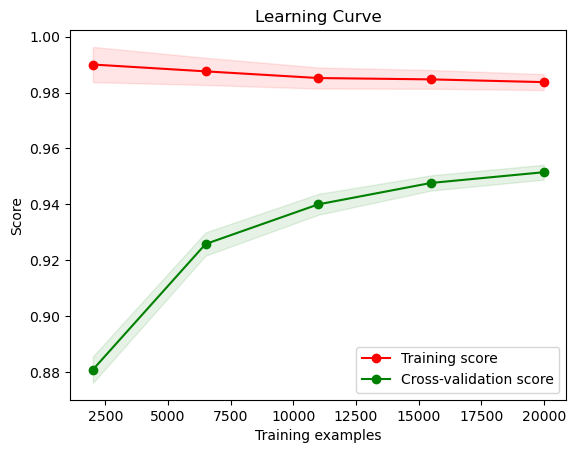 Learning Curve
1.00
0.98
0.96
0.94
0.92
0.90
0.88
Score
2500 5000 7500 10000 12500 15000 17500 20000
Training examples
Training score
Cross-validation score